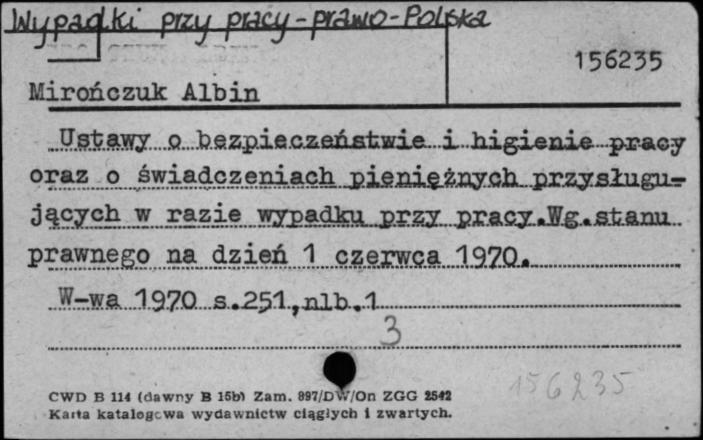 Wypadki przy pracy - prawo - Polska
156235
Mirończuk Albin
Ustawy o bezpieczeństwie i higienie pracy
oraz o świadczeniach pieniężnych przysługu-
jących w razie wypadku przy pracy.Wg.stanu
prawnego na dzień 1 czerwca 1970.
W-wa 1970 s.251,nlb.1
3
156235
CWD B 114 (dawny B 15b) Zam. 897/DW/On ZGG 2542
Karta katalogowa wydawnictw ciągłych i zwartych.